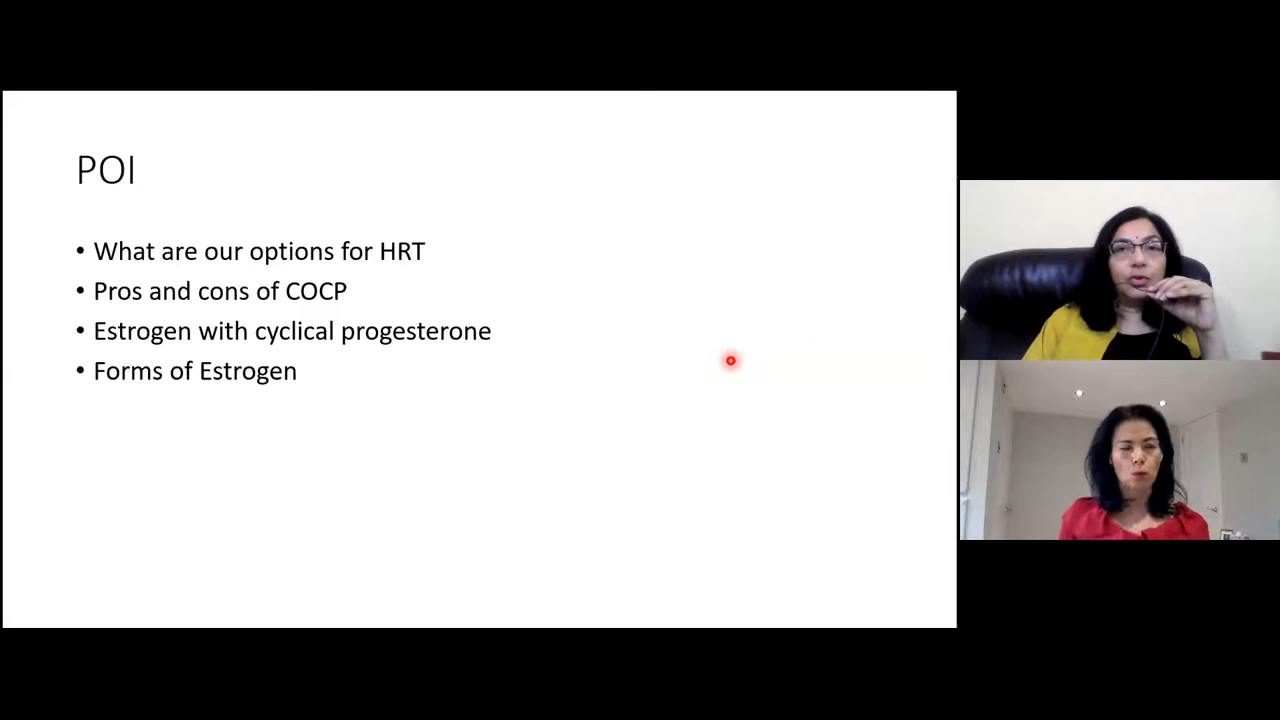 POI
• What are our options for HRT
• Pros and cons of COCP
• Estrogen with cyclical progesterone
• Forms of Estrogen